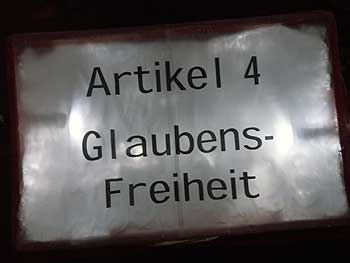 Artikel 4
Glaubens-
Freiheit